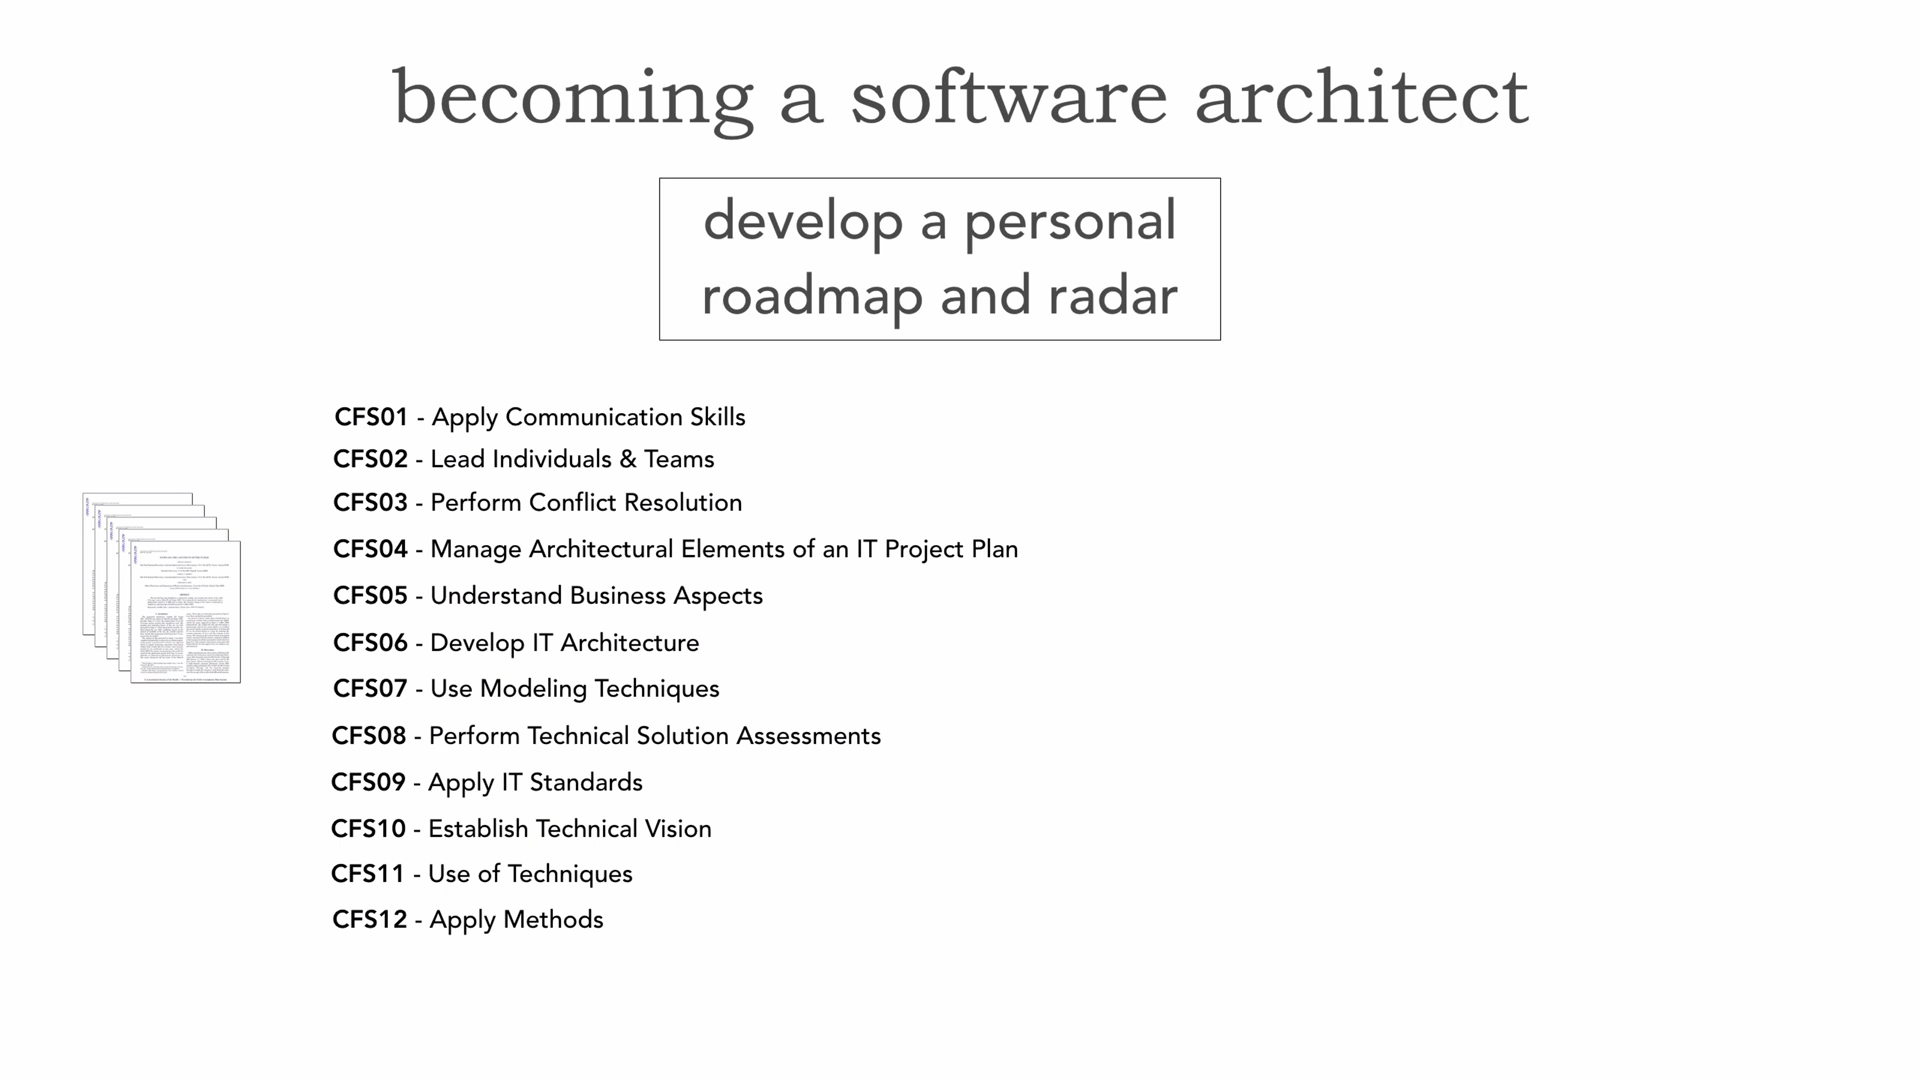 becoming a software architect
develop a personal
roadmap and radar
CFS01 - Apply Communication Skills
CFS02 - Lead Individuals & Teams
CFS03 - Perform Conflict Resolution
CFS04 - Manage Architectural Elements of an IT Project Plan
CFS05 - Understand Business Aspects
CFS06 - Develop IT Architecture
CFS07 - Use Modeling Techniques
CFS08 - Perform Technical Solution Assessments
CFS09 - Apply IT Standards
CFS10 - Establish Technical Vision
CFS11 - Use of Techniques
CFS12 - Apply Methods